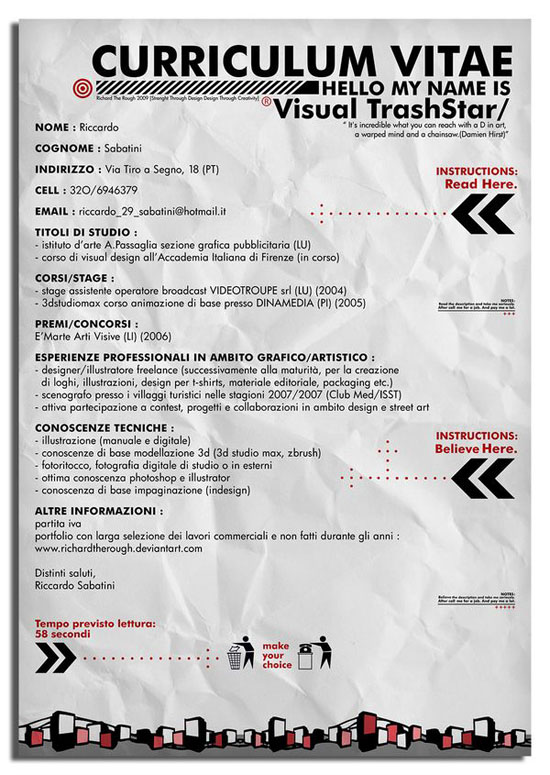 CURRICULUM VITAE
HELLO MY NAME IS
Richard The Rough 2009 [Strenght Through Design Design Through Creativity]
®
Visual TrashStar/
" It's incredible what you can reach with a D in art,
a warped mind and a chainsaw.(Damien Hirst)"
NOME : Riccardo
COGNOME : Sabatini
INDIRIZZO : Via Tiro a Segno, 18 (PT)
CELL : 32O/6946379
EMAIL : riccardo_29_sabatini@hotmail.it
INSTRUCTIONS:
Read Here.
TITOLI DI STUDIO :
- istituto d'arte A.Passaglia sezione grafica pubblicitaria (LU)
- corso di visual design all'Accademia Italiana di Firenze (in corso)
CORSI/STAGE :
- stage assistente operatore broadcast VIDEOTROUPE srl (LU) (2004)
- 3dstudiomax corso animazione di base presso DINAMEDIA (PI) (2005)
NOTES:
Read the description and take me seriously.
After call me for a job. And pay me a lot.
PREMI/CONCORSI :
E'Marte Arti Visive (LI) (2006)
ESPERIENZE PROFESSIONALI IN AMBITO GRAFICO/ARTISTICO :
- designer/illustratore freelance (successivamente alla maturità, per la creazione
di loghi, illustrazioni, design per t-shirts, materiale editoriale, packaging etc.)
- scenografo presso i villaggi turistici nelle stagioni 2007/2007 (Club Med/ISST)
- attiva partecipazione a contest, progetti e collaborazioni in ambito design e street art
CONOSCENZE TECNICHE :
- illustrazione (manuale e digitale)
- conoscenze di base modellazione 3d (3d studio max, zbrush)
- fotoritocco, fotografia digitale di studio o in esterni
- ottima conoscenza photoshop e illustrator
- conoscenza di base impaginazione (indesign)
INSTRUCTIONS:
Believe Here.
ALTRE INFORMAZIONI :
partita iva
portfolio con larga selezione dei lavori commerciali e non fatti durante gli anni :
www.richardtherough.deviantart.com
Distinti saluti,
Riccardo Sabatini
NOTES:
Believe the description and take me seriously.
After call me for a job. And pay me a lot.
Tempo previsto lettura:
58 secondi
make
your
choice